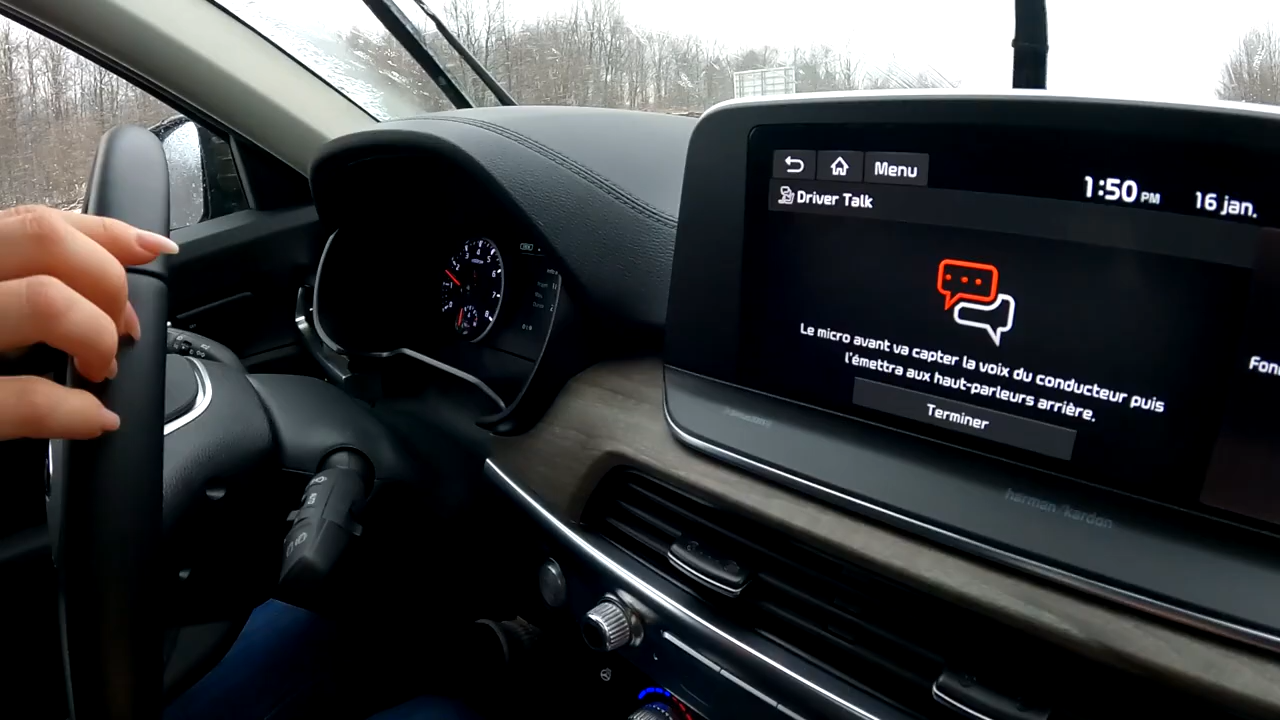 Menu
1:50 PM
16 jan.
Driver Talk
Le micro avant va capter la voix du conducteur puis
l'émettra aux haut-parleurs arrière.
Terminer
Fon
harman/kardon